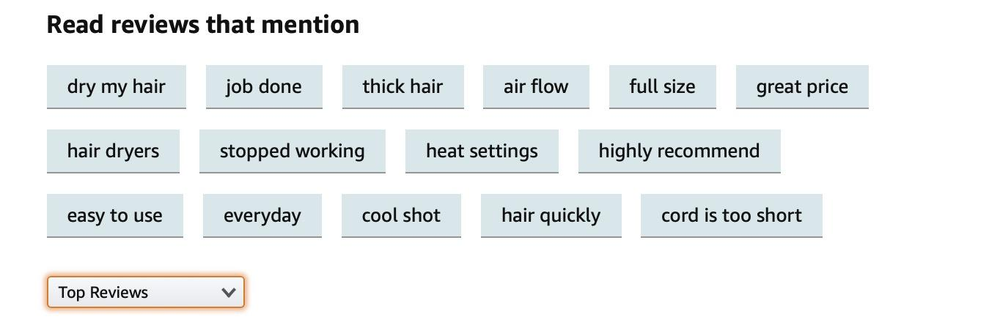 Read reviews that mention
dry my hair job done thick hair air flow full size great price
hair dryers stopped working heat settings highly recommend
easy to use everyday cool shot hair quickly cord is too short
Top Reviews